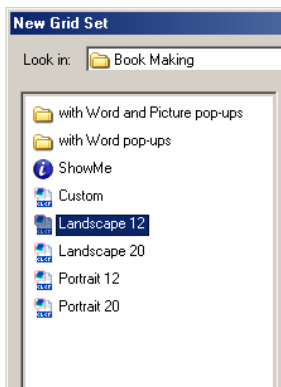 New Grid Set
Look in: Book Making
with Word and Picture pop-ups
with Word pop-ups
ShowMe
Custom
Landscape 12
Landscape 20
Portrait 12
Portrait 20